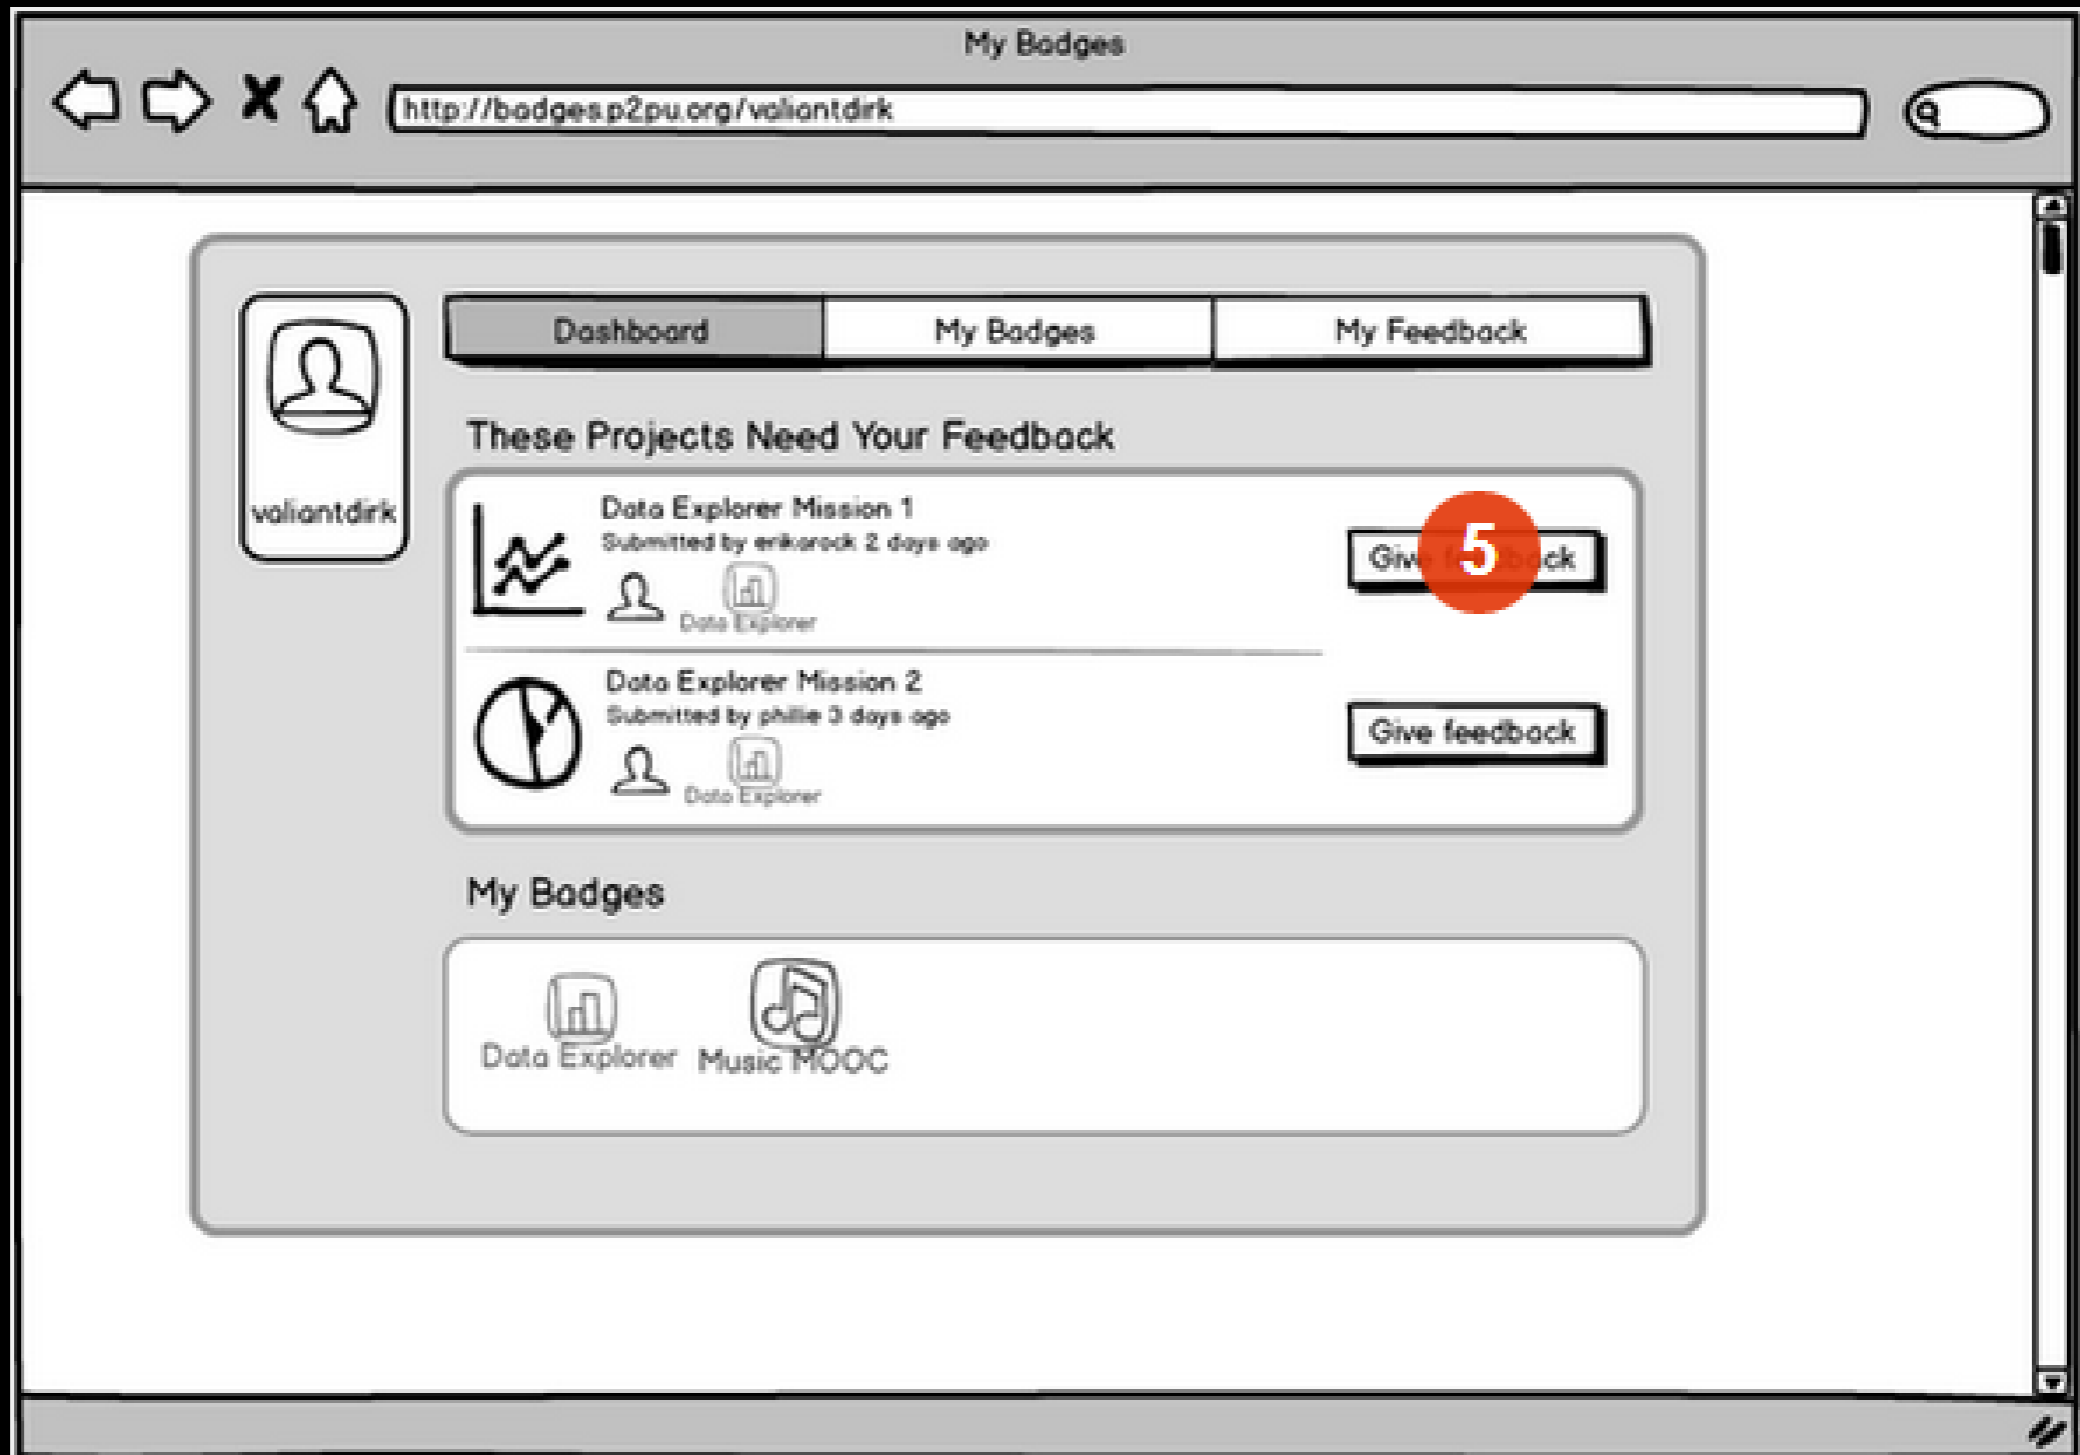 My Badges
http://badges.p2pu.org/valiantdirk
Dashboard
My Badges
My Feedback
valiantdirk
These Projects Need Your Feedback
Data Explorer Mission 1
Submitted by erikarock 2 days ago
Data Explorer
Give feedback
5
Data Explorer Mission 2
Submitted by phillie 3 days ago
Data Explorer
Give feedback
My Badges
Data Explorer
Music MOOC